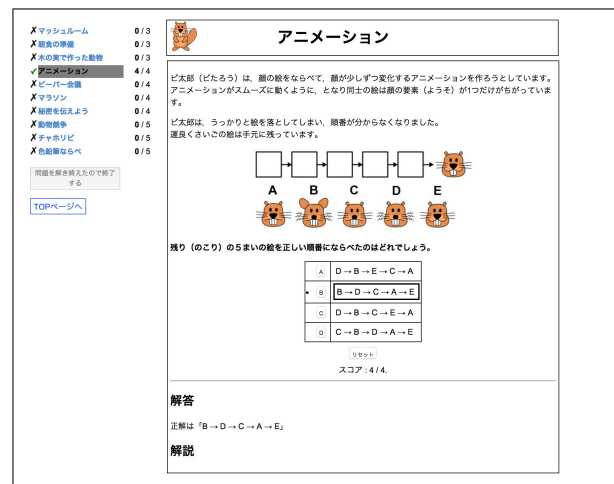 ✗マッシュルーム 0 / 3
✗朝食の準備 0 / 3
✗木の実で作った動物 0 / 3
✓アニメーション 4 / 4
✗ビーバー会議 0 / 4
✗マラソン 0 / 4
✗秘密を伝えよう 0 / 4
✗動物競争 0 / 5
✗チャホリビ 0 / 5
✗色鉛筆ならべ 0 / 5
問題を解き終えたので終了
する
TOPページへ
アニメーション
ピ太郎（ピたろう）は，顔の絵をならべて，顔が少しずつ変化するアニメーションを作ろうとしています。
アニメーションがスムーズに動くように，となり同士の絵は顔の要素（ようそ）が1つだけちががっていま
す。
ピ太郎は，うっかりと絵を落としてしまい，順番が分からなくなりました。
運良くさいごの絵は手元に残っています。
A B C D E
残り（のこり）の５まいの絵を正しい順番にならべたのはどれでしょう。
A D→B→E→C→A
B B→D→C→A→E
C D→B→C→E→A
D C→B→D→A→E
リセット
スコア : 4 / 4.
解答
正解は「B→D→C→A→E」
解説